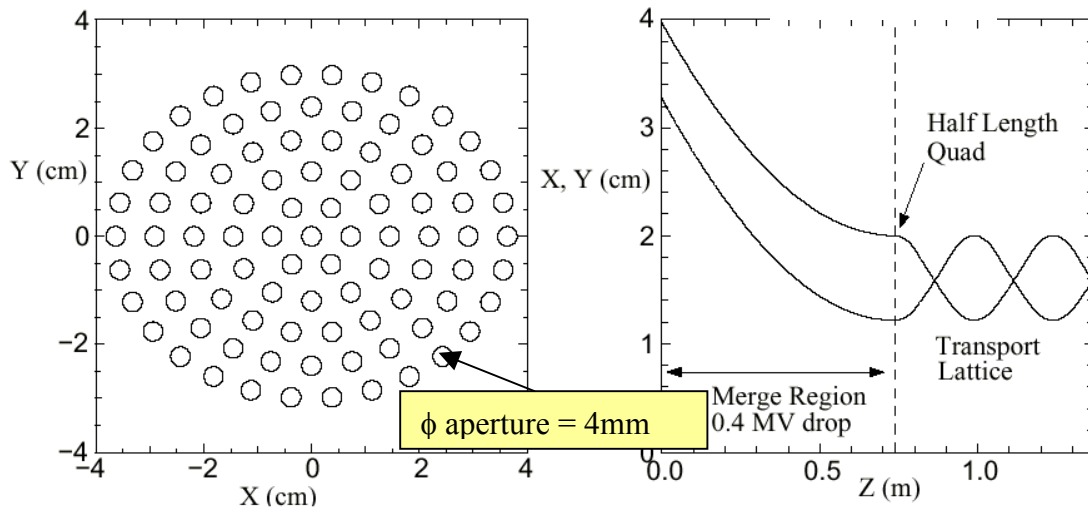 4
2
Y (cm)
0
−2
−4
−4
−2
0
2
4
X (cm)
ϕ aperture = 4mm
4
3
X, Y (cm)
2
1
0
0.0
0.5
1.0
Z (m)
Half Length
Quad
Transport
Lattice
Merge Region
0.4 MV drop